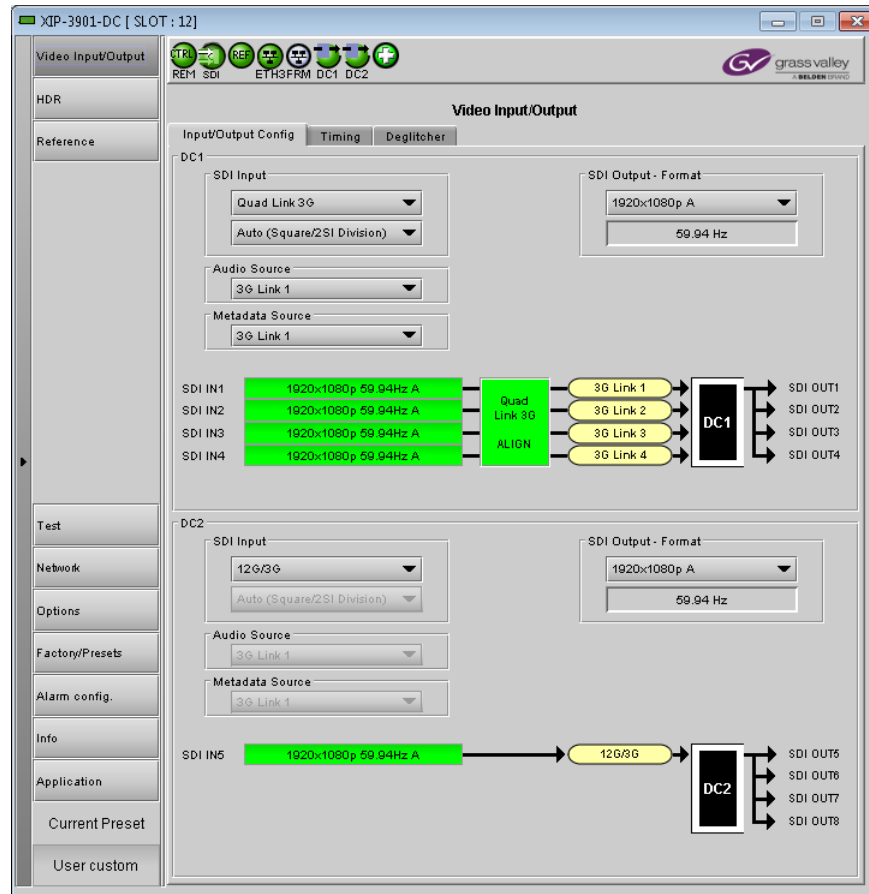 XIP-3901-DC [ SLOT : 12]
Video Input/Output
HDR
Reference
Test
Network
Options
Factory/Presets
Alarm config.
Info
Application
Current Preset
User custom
CTRL
REF
REM SDI ETH3FRM DC1 DC2
GV grass valley
A BELDEN BRAND
Video Input/Output
Input/Output Config Timing Deglitcher
DC1
SDI Input
Quad Link 3G
Auto (Square/2SI Division)
SDI Output - Format
1920x1080p A
59.94 Hz
Audio Source
3G Link 1
Metadata Source
3G Link 1
SDI IN1 1920x1080p 59.94Hz A
SDI IN2 1920x1080p 59.94Hz A
SDI IN3 1920x1080p 59.94Hz A
SDI IN4 1920x1080p 59.94Hz A
Quad
Link 3G
ALIGN
3G Link 1
3G Link 2
3G Link 3
3G Link 4
DC1
SDI OUT1
SDI OUT2
SDI OUT3
SDI OUT4
DC2
SDI Input
12G/3G
Auto (Square/2SI Division)
SDI Output - Format
1920x1080p A
59.94 Hz
Audio Source
3G Link 1
Metadata Source
3G Link 1
SDI IN5 1920x1080p 59.94Hz A
12G/3G
DC2
SDI OUT5
SDI OUT6
SDI OUT7
SDI OUT8